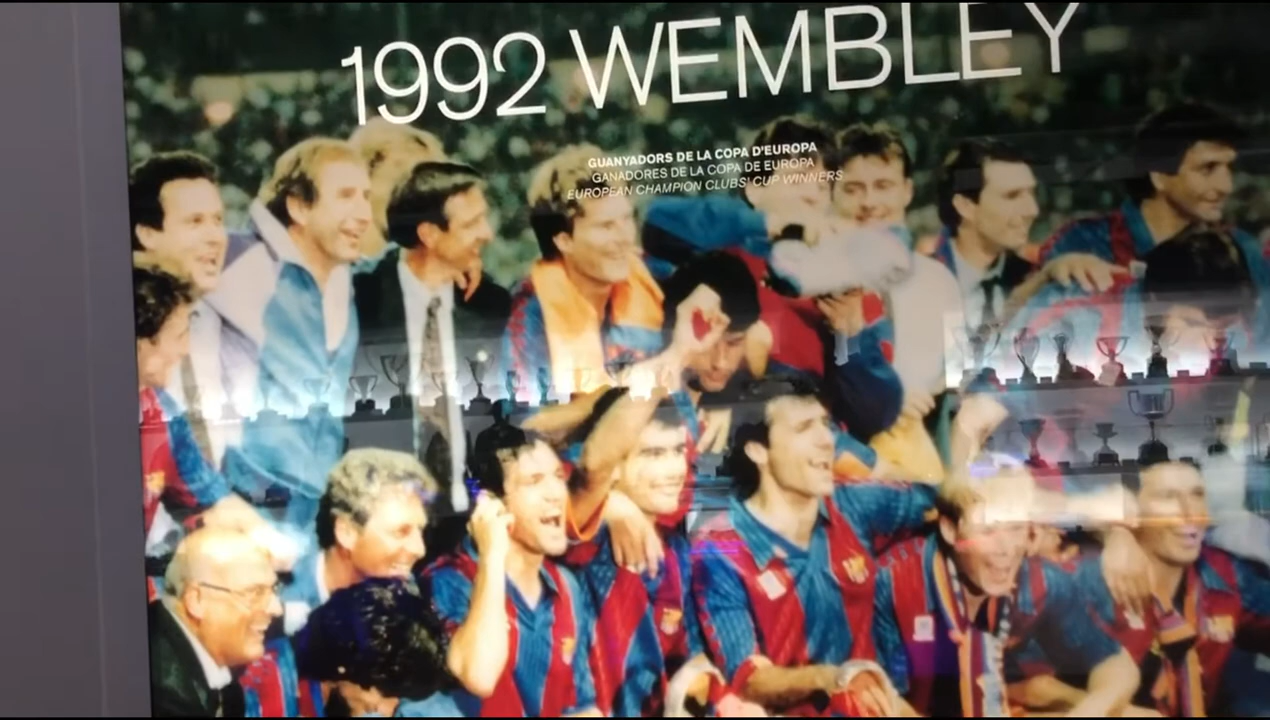 1992 WEMBLEY
GUANYADORS DE LA COPA D'EUROPA
GANADORES DE LA COPA DE EUROPA
EUROPEAN CHAMPION CLUBS' CUP WINNERS